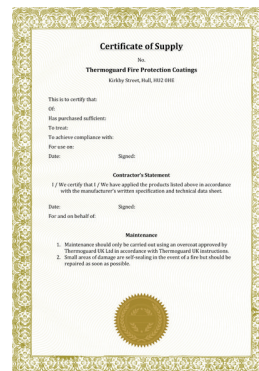 Certificate of Supply
No.
Thermoguard Fire Protection Coatings
Kirkby Street, Hull, HU2 0HE
This is to certify that:
Of:
Has purchased sufficient:
To treat:
To achieve compliance with:
For use on:
Date: Signed:
Contractor's Statement
I / We certify that I / We have applied the products listed above in accordance
with the manufacturer's written specification and technical data sheet.
Date: Signed:
For and on behalf of:
Maintenance
1. Maintenance should only be carried out using an overcoat approved by
Thermoguard UK Ltd in accordance with Thermoguard UK instructions.
2. Small areas of damage are self-sealing in the event of a fire but should be
repaired as soon as possible.